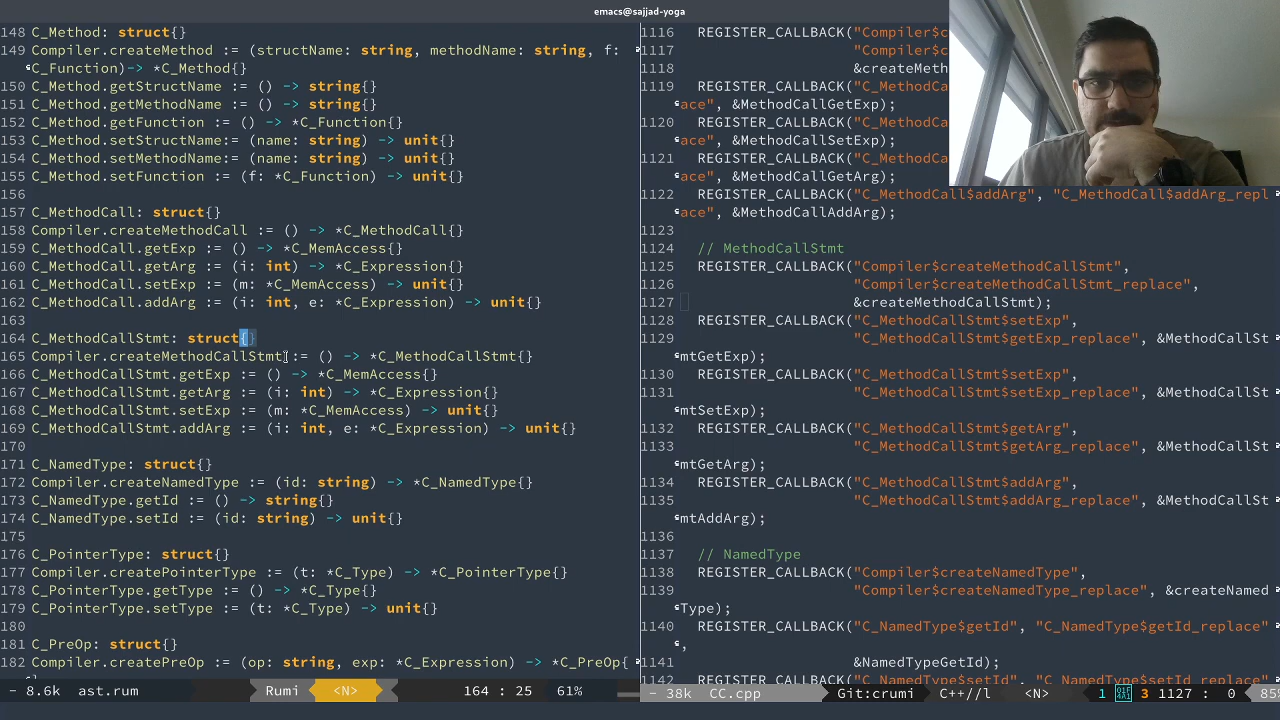 emacs@sajjad-yoga
148 C_Method: struct{}
149 Compiler.createMethod := (structName: string, methodName: string, f:
C_Function)-> *C_Method{}
150 C_Method.getStructName := () -> string{}
151 C_Method.getMethodName := () -> string{}
152 C_Method.getFunction := () -> *C_Function{}
153 C_Method.setStructName:= (name: string) -> unit{}
154 C_Method.setMethodName:= (name: string) -> unit{}
155 C_Method.setFunction := (f: *C_Function) -> unit{}
156
157 C_MethodCall: struct{}
158 Compiler.createMethodCall := () -> *C_MethodCall{}
159 C_MethodCall.getExp := () -> *C_MemAccess{}
160 C_MethodCall.getArg := (i: int) -> *C_Expression{}
161 C_MethodCall.setExp := (m: *C_MemAccess) -> unit{}
162 C_MethodCall.addArg := (i: int, e: *C_Expression) -> unit{}
163
164 C_MethodCallStmt: struct{}
165 Compiler.createMethodCallStmt := () -> *C_MethodCallStmt{}
166 C_MethodCallStmt.getExp := () -> *C_MemAccess{}
167 C_MethodCallStmt.getArg := (i: int) -> *C_Expression{}
168 C_MethodCallStmt.setExp := (m: *C_MemAccess) -> unit{}
169 C_MethodCallStmt.addArg := (i: int, e: *C_Expression) -> unit{}
170
171 C_NamedType: struct{}
172 Compiler.createNamedType := (id: string) -> *C_NamedType{}
173 C_NamedType.getId := () -> string{}
174 C_NamedType.setId := (id: string) -> unit{}
175
176 C_PointerType: struct{}
177 Compiler.createPointerType := (t: *C_Type) -> *C_PointerType{}
178 C_PointerType.getType := () -> *C_Type{}
179 C_PointerType.setType := (t: *C_Type) -> unit{}
180
181 C_PreOp: struct{}
182 Compiler.createPreOp := (op: string, exp: *C_Expression) -> *C_PreOp{
- 8.6k ast.rum Rumi <N> 164 : 25 61%
1116 REGISTER_CALLBACK("Compiler$c
1117 "Compiler$c
1118 &createMeth
1119 REGISTER_CALLBACK("C_MethodCa
ace", &MethodCallGetExp);
1120 REGISTER_CALLBACK("C_MethodCa
ace", &MethodCallSetExp);
1121 REGISTER_CALLBACK("C_MethodCa
ace", &MethodCallGetArg);
1122 REGISTER_CALLBACK("C_MethodCall$addArg", "C_MethodCall$addArg_repl
ace", &MethodCallAddArg);
1123
1124 // MethodCallStmt
1125 REGISTER_CALLBACK("Compiler$createMethodCallStmt",
1126 "Compiler$createMethodCallStmt_replace",
1127 &createMethodCallStmt);
1128 REGISTER_CALLBACK("C_MethodCallStmt$setExp",
1129 "C_MethodCallStmt$getExp_replace", &MethodCallSt
mtGetExp);
1130 REGISTER_CALLBACK("C_MethodCallStmt$setExp",
1131 "C_MethodCallStmt$setExp_replace", &MethodCallSt
mtSetExp);
1132 REGISTER_CALLBACK("C_MethodCallStmt$getArg",
1133 "C_MethodCallStmt$getArg_replace", &MethodCallSt
mtGetArg);
1134 REGISTER_CALLBACK("C_MethodCallStmt$addArg",
1135 "C_MethodCallStmt$addArg_replace", &MethodCallSt
mtAddArg);
1136
1137 // NamedType
1138 REGISTER_CALLBACK("Compiler$createNamedType",
1139 "Compiler$createNamedType_replace", &createNamed
Type);
1140 REGISTER_CALLBACK("C_NamedType$getId", "C_NamedType$getId_replace"
,
1141 &NamedTypeGetId);
1142 REGISTER_CALLBACK("C_NamedType$setId", "C_NamedType$setId_replace"
- 38k CC.cpp Git:crumi C++//l <N> 1 3 1127 : 0 85%